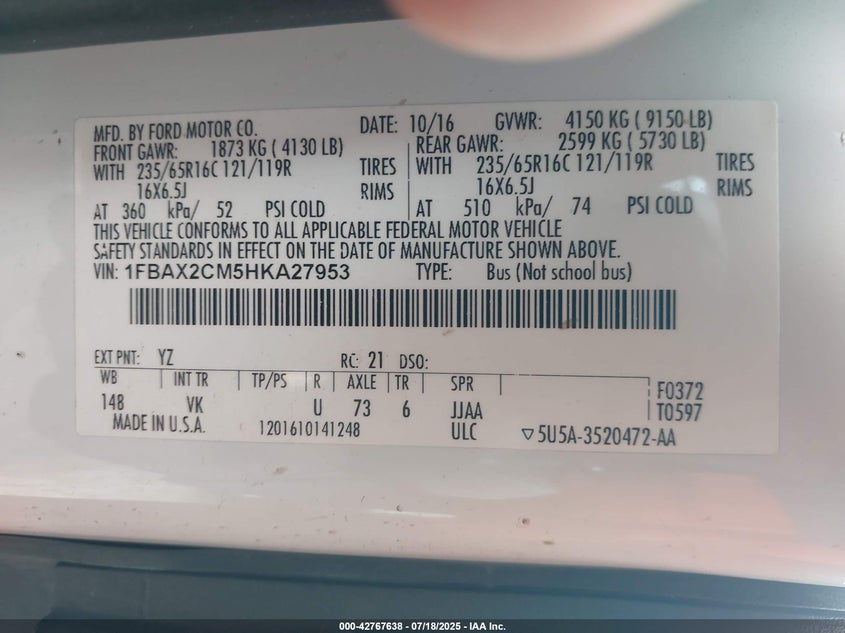 MFD. BY FORD MOTOR CO. DATE: 10/16 GVWR: 4150 KG ( 9150 LB)
FRONT GAWR: 1873 KG ( 4130 LB) REAR GAWR: 2599 KG ( 5730 LB)
WITH 235/65R16C 121/119R TIRES WITH 235/65R16C 121/119R TIRES
16X6.5J RIMS 16X6.5J RIMS
AT 360 kPa/ 52 PSI COLD AT 510 kPa/ 74 PSI COLD
THIS VEHICLE CONFORMS TO ALL APPLICABLE FEDERAL MOTOR VEHICLE
SAFETY STANDARDS IN EFFECT ON THE DATE OF MANUFACTURE SHOWN ABOVE.
VIN: 1FBAX2CM5HKA27953 TYPE: Bus (Not school bus)
EXT PNT: YZ RC: 21 DSO:
WB INT TR TP/PS R AXLE TR SPR F0372
148 VK U 73 6 JJAA T0597
MADE IN U.S.A. 1201610141248 ULC ▽5U5A-3520472-AA
000-42767638 - 07/18/2025 - IAA Inc.